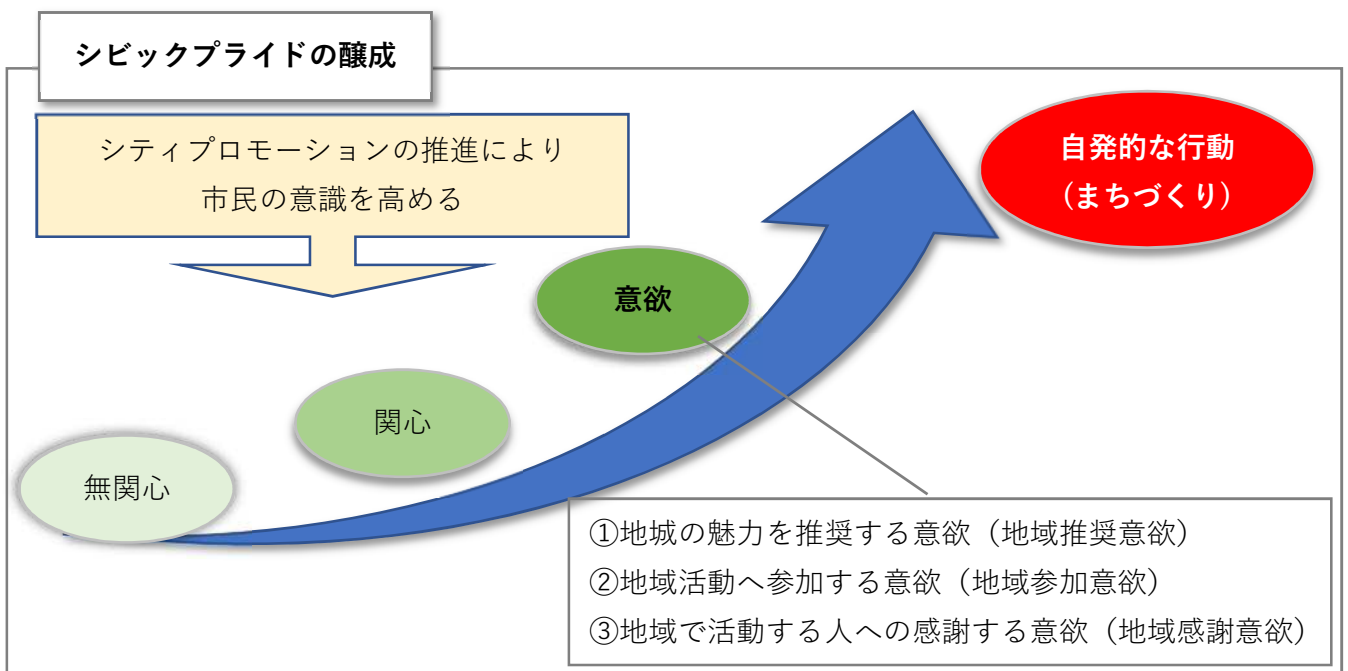 シビックプライドの醸成
シティプロモーションの推進により
市民の意識を高める
自発的な行動
(まちづくり)
意欲
関心
無関心
①地城の魅力を推奨する意欲（地域推奨意欲）
②地域活動へ参加する意欲（地域参加意欲）
③地域で活動する人への感謝する意欲（地域感謝意欲）